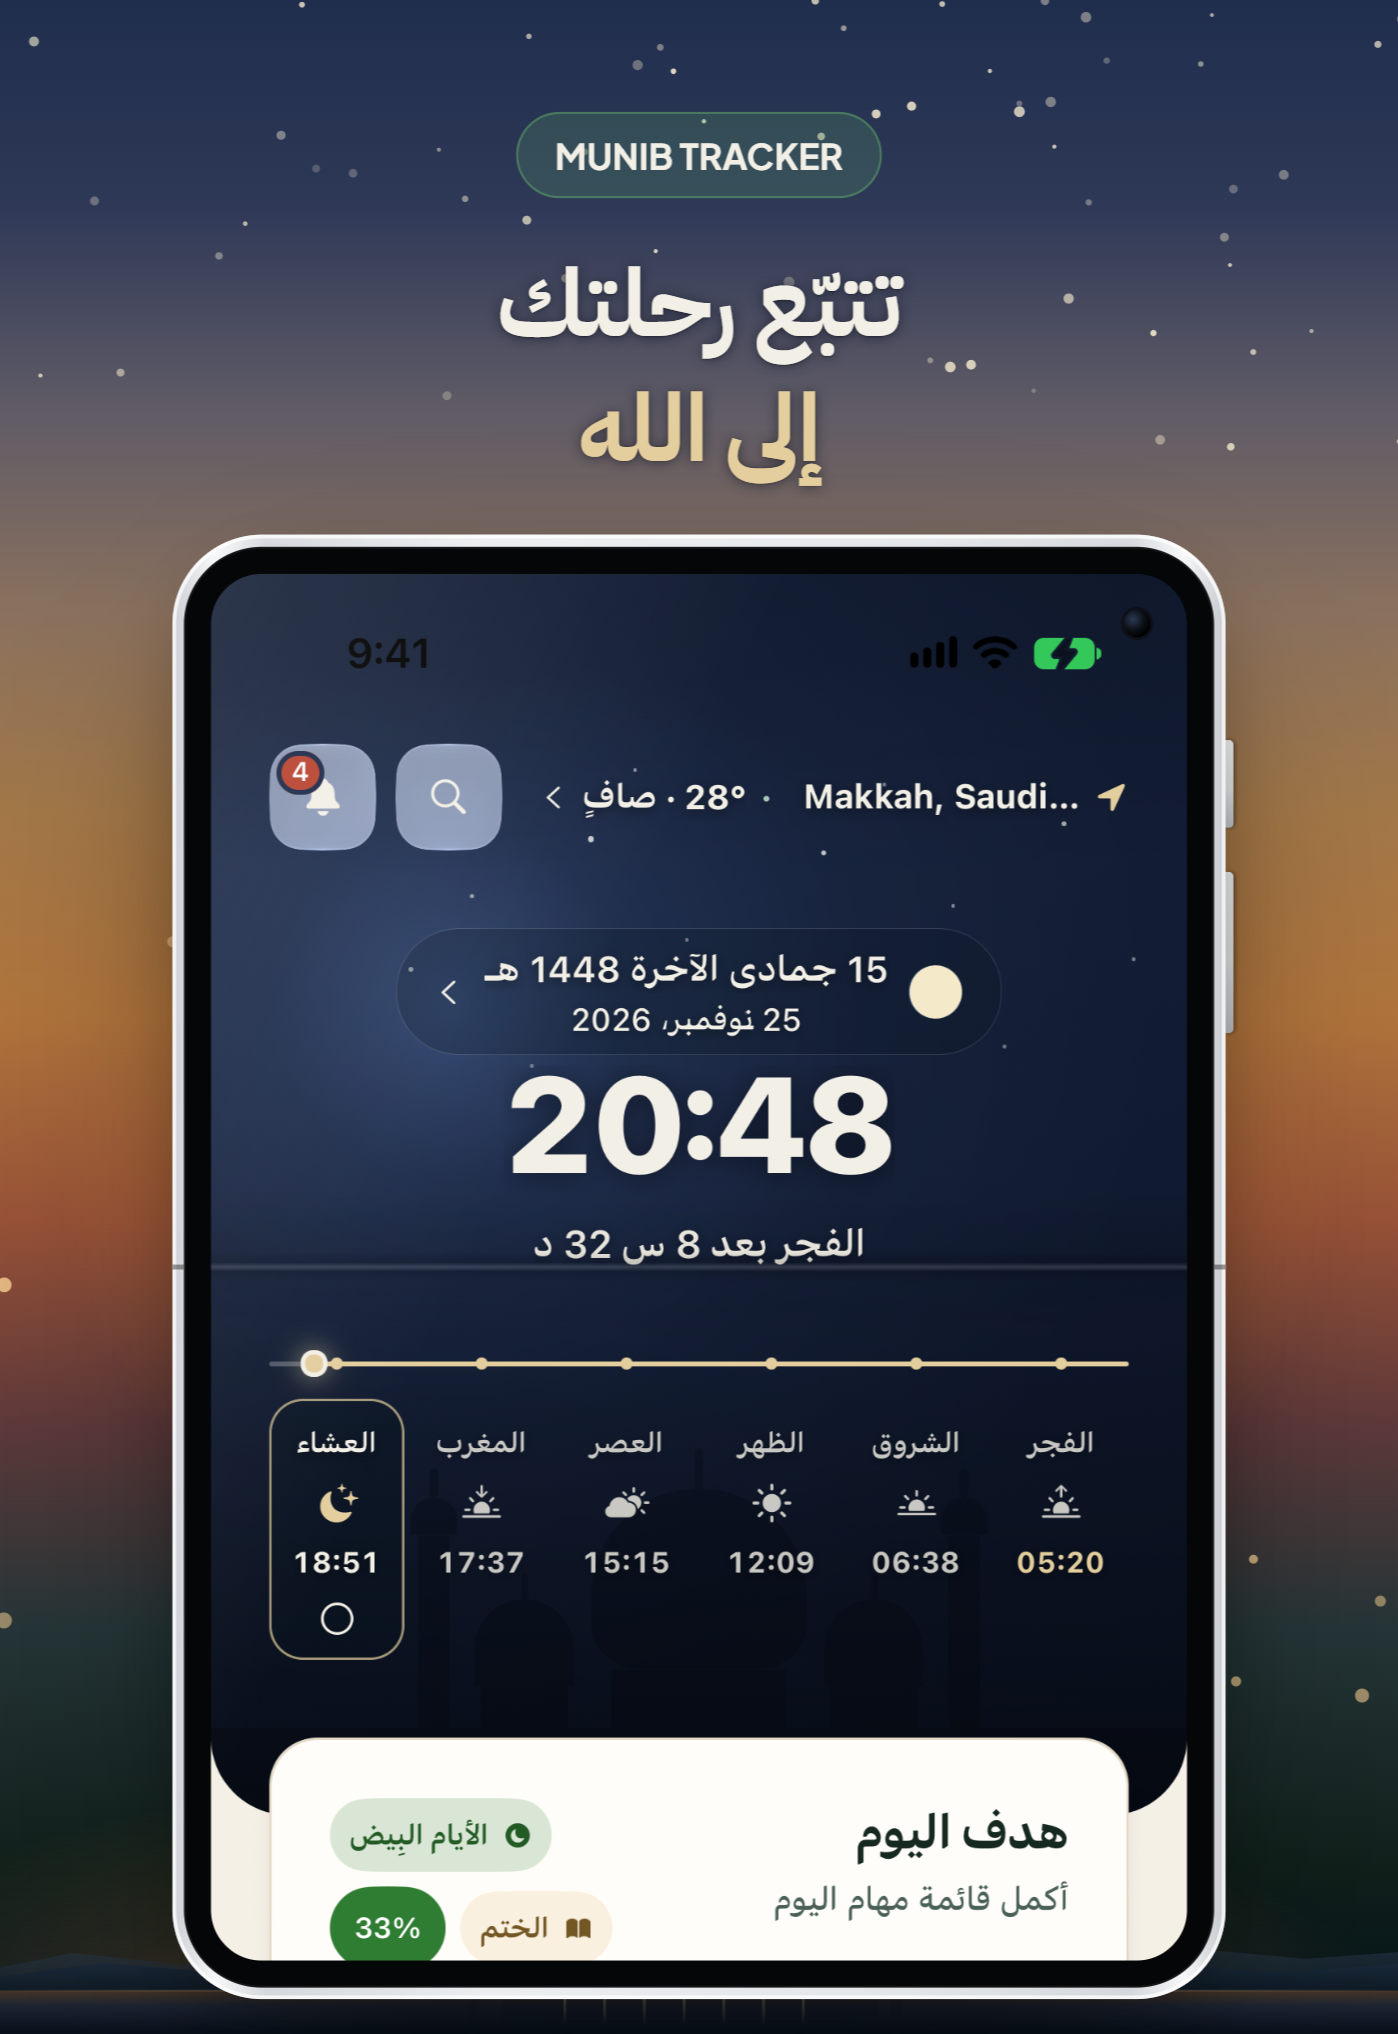 MUNIB TRACKER
تتبّع رحلتك
إلى الله
9:41
Makkah, Saudi... · 28° · صافٍ
4
15 جمادى الآخرة 1448 هـ
25 نوفمبر، 2026
20:48
الفجر بعد 8 س 32 د
الفجر الشروق الظهر العصر المغرب العشاء
05:20 06:38 12:09 15:15 17:37 18:51
هدف اليوم
الأيام البِيض
أكمل قائمة مهام اليوم
الختم
33%